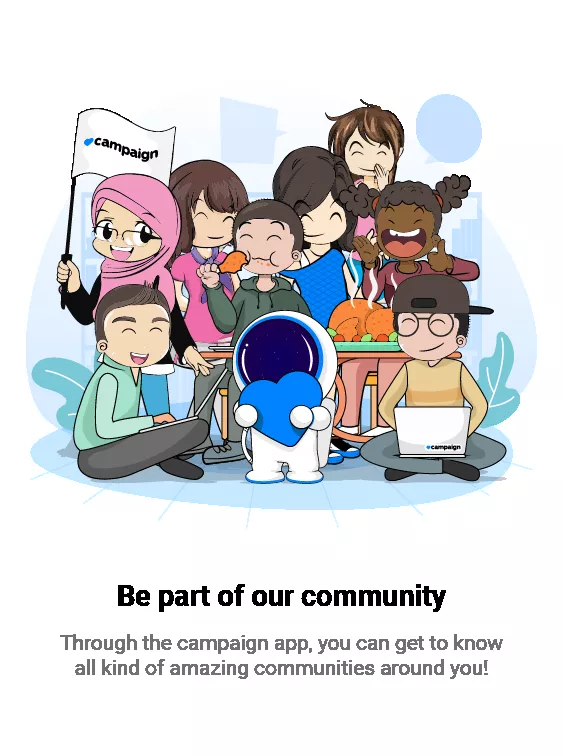 campaign
campaign
Be part of our community
Through the campaign app, you can get to know
all kind of amazing communities around you!